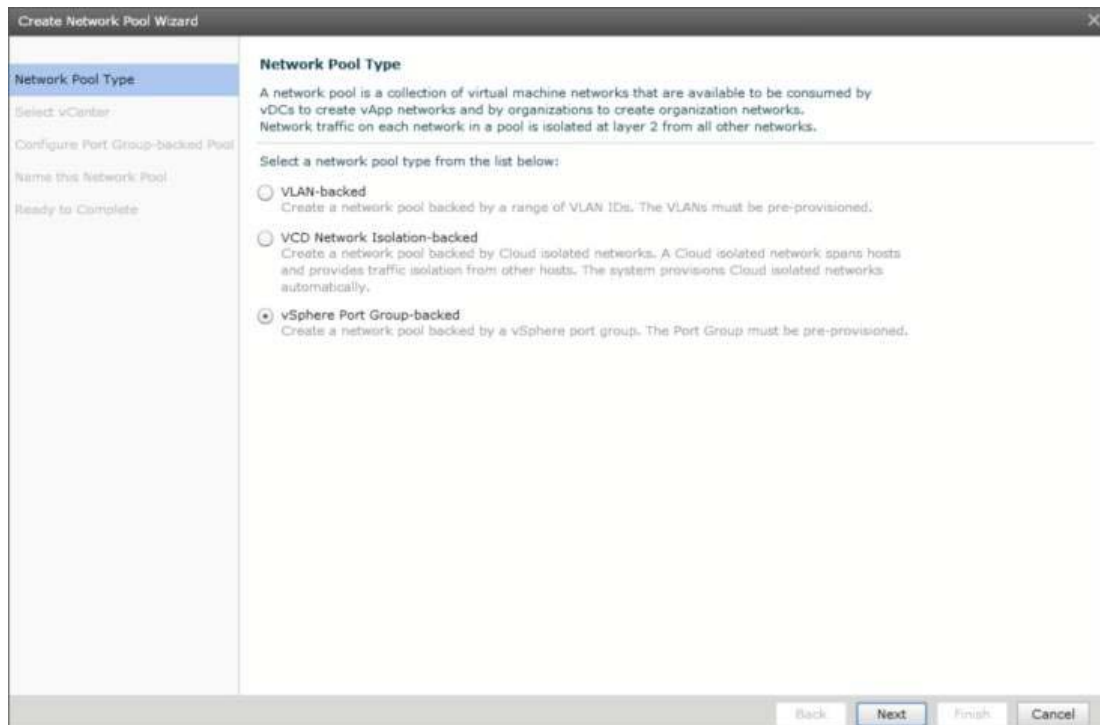 Create Network Pool Wizard
Network Pool Type
Select vCenter
Configure Port Group-backed Pool
Name this Network Pool
Ready to Complete
Network Pool Type
A network pool is a collection of virtual machine networks that are available to be consumed by
vDCs to create vApp networks and by organizations to create organization networks.
Network traffic on each network in a pool is isolated at layer 2 from all other networks.
Select a network pool type from the list below:
VLAN-backed
Create a network pool backed by a range of VLAN IDs. The VLANs must be pre-provisioned.
VCD Network Isolation-backed
Create a network pool backed by Cloud isolated networks. A Cloud isolated network spans hosts
and provides traffic isolation from other hosts. The system provisions Cloud isolated networks
automatically.
vSphere Port Group-backed
Create a network pool backed by a vSphere port group. The Port Group must be pre-provisioned.
Back Next Finish Cancel